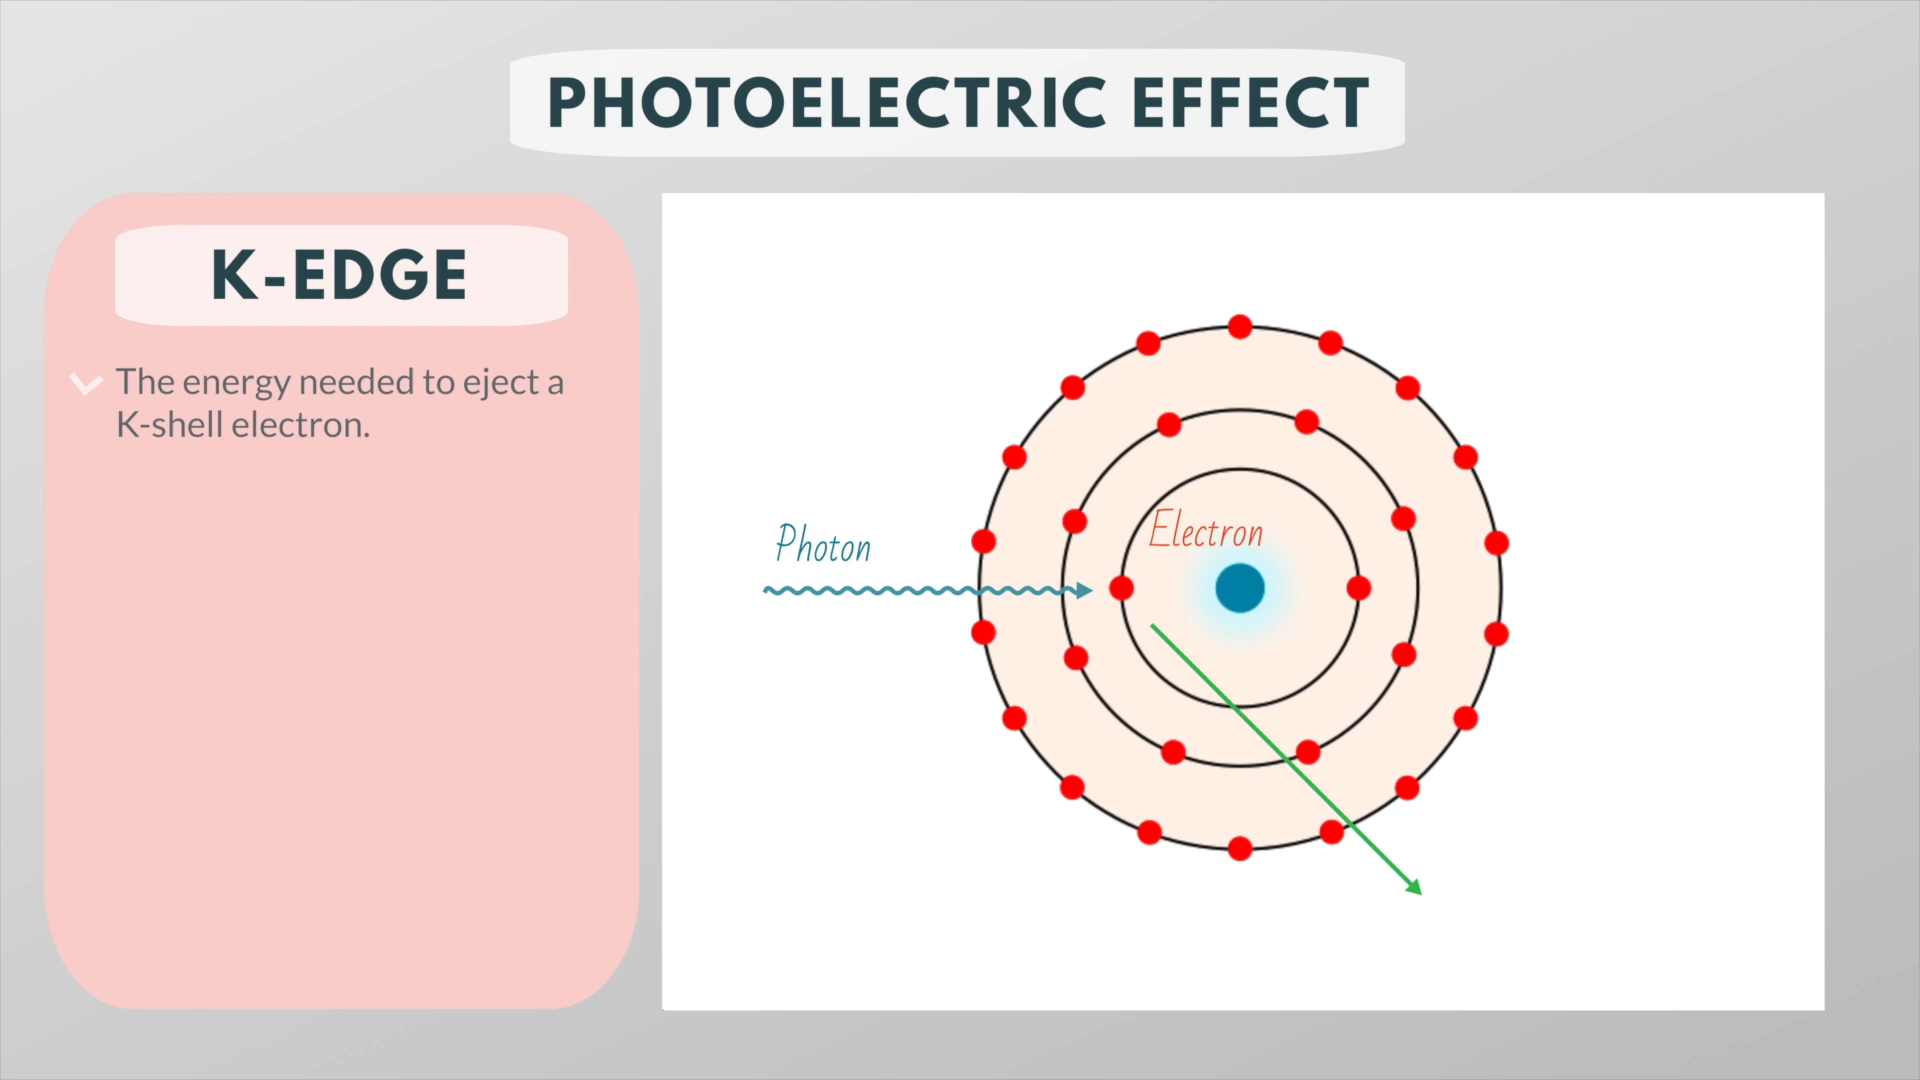 PHOTOELECTRIC EFFECT
K-EDGE
The energy needed to eject a
K-shell electron.
Photon
Electron